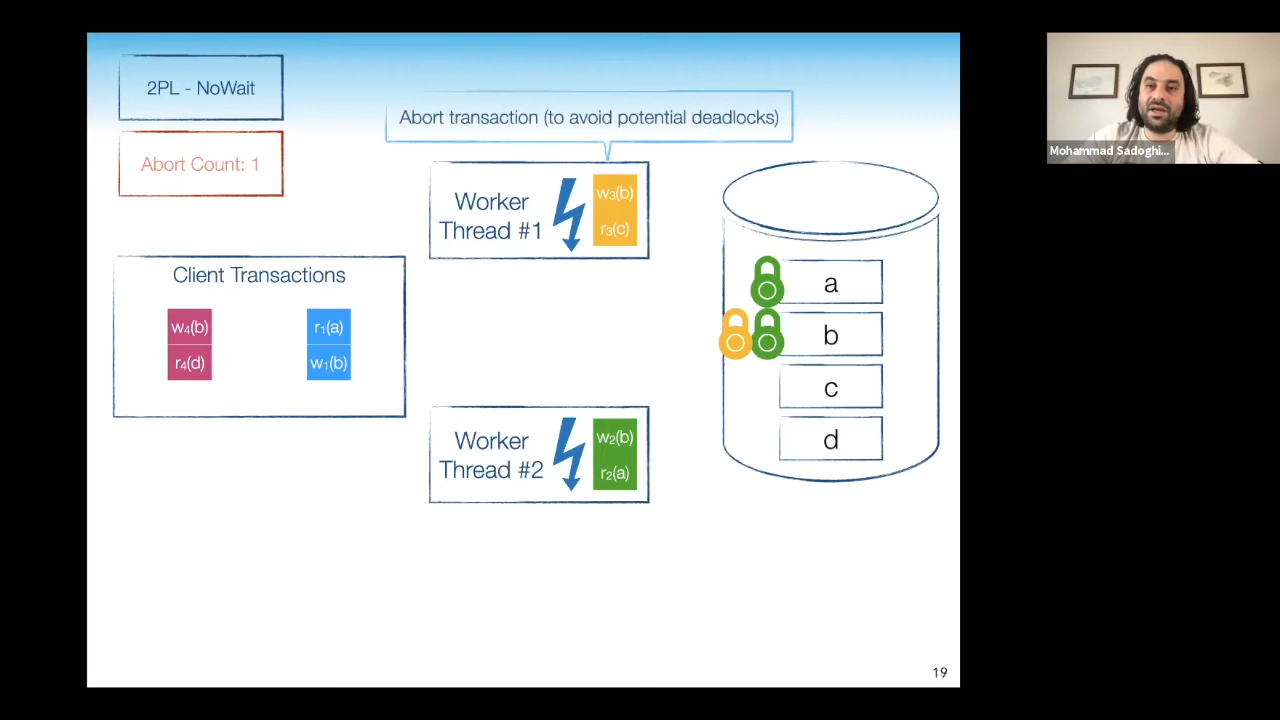 2PL - NoWait
Abort Count: 1
Abort transaction (to avoid potential deadlocks)
Worker
Thread #1
w₃(b)
r₃(c)
Client Transactions
w₄(b)
r₄(d)
r₁(a)
w₁(b)
Worker
Thread #2
w₂(b)
r₂(a)
a
b
c
d
19
Mohammad Sadoghi...